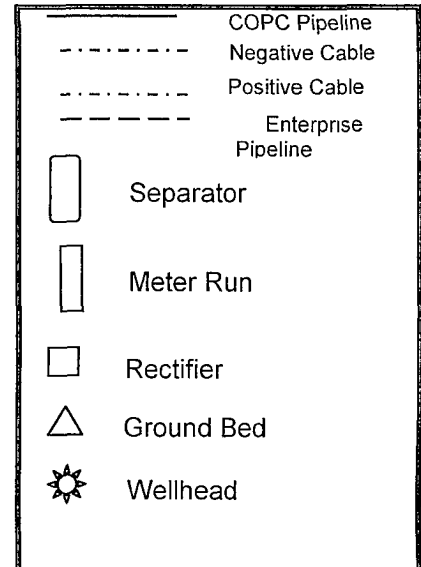 COPC Pipeline
Negative Cable
Positive Cable
Enterprise
Pipeline
Separator
Meter Run
Rectifier
Ground Bed
Wellhead